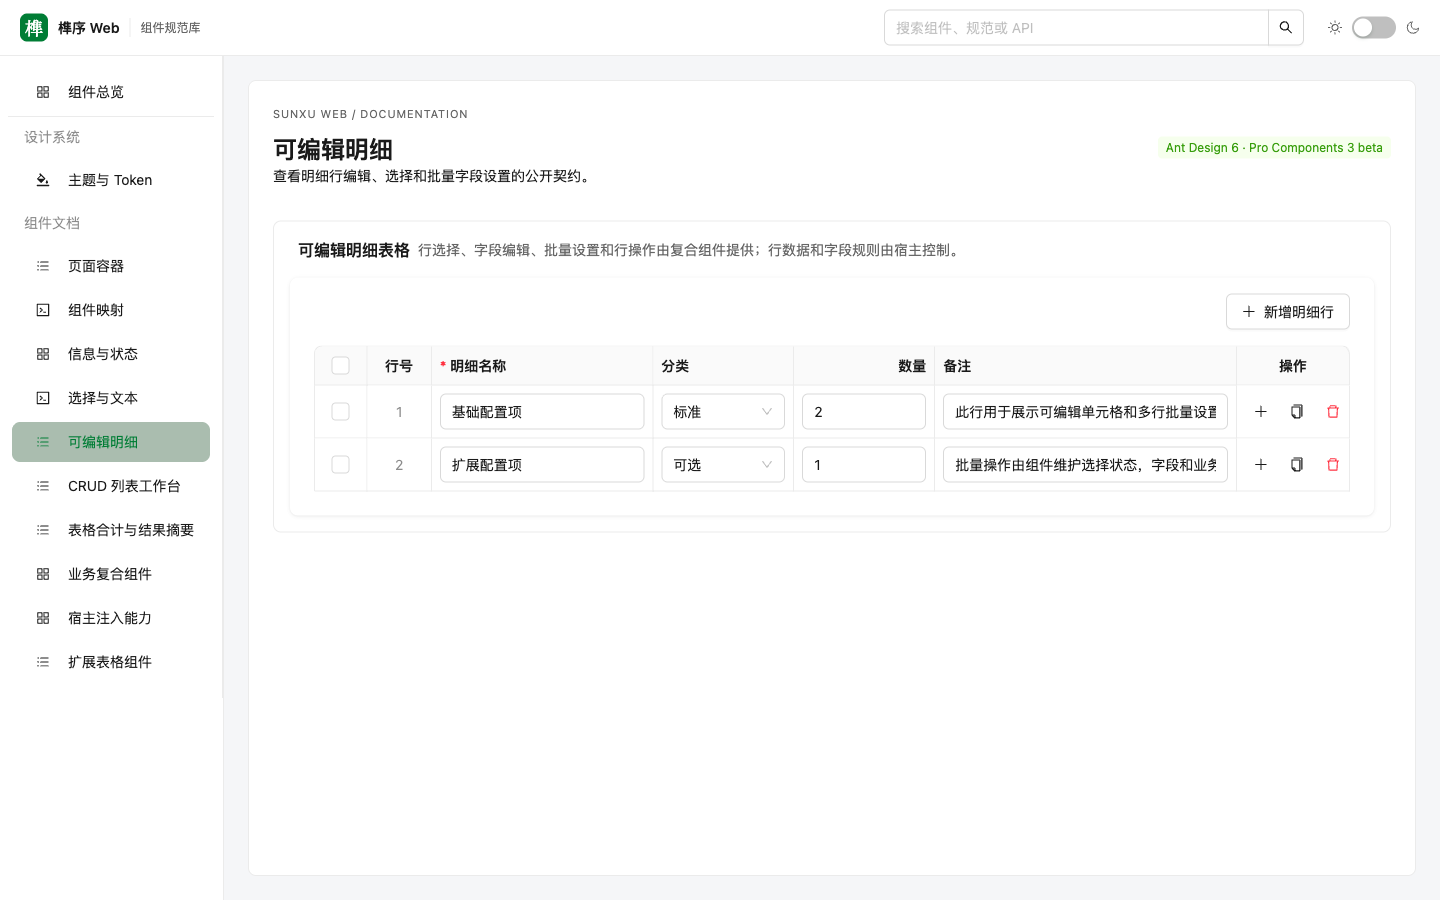 榫 榫序 Web 组件规范库 搜索组件、规范或 API
组件总览
设计系统
主题与 Token
组件文档
页面容器
组件映射
信息与状态
选择与文本
可编辑明细
CRUD 列表工作台
表格合计与结果摘要
业务复合组件
宿主注入能力
扩展表格组件
SUNXU WEB / DOCUMENTATION
可编辑明细
Ant Design 6 · Pro Components 3 beta
查看明细行编辑、选择和批量字段设置的公开契约。
可编辑明细表格 行选择、字段编辑、批量设置和行操作由复合组件提供；行数据和字段规则由宿主控制。
新增明细行
行号 * 明细名称 分类 数量 备注 操作
1 基础配置项 标准 2 此行用于展示可编辑单元格和多行批量设置
2 扩展配置项 可选 1 批量操作由组件维护选择状态，字段和业务